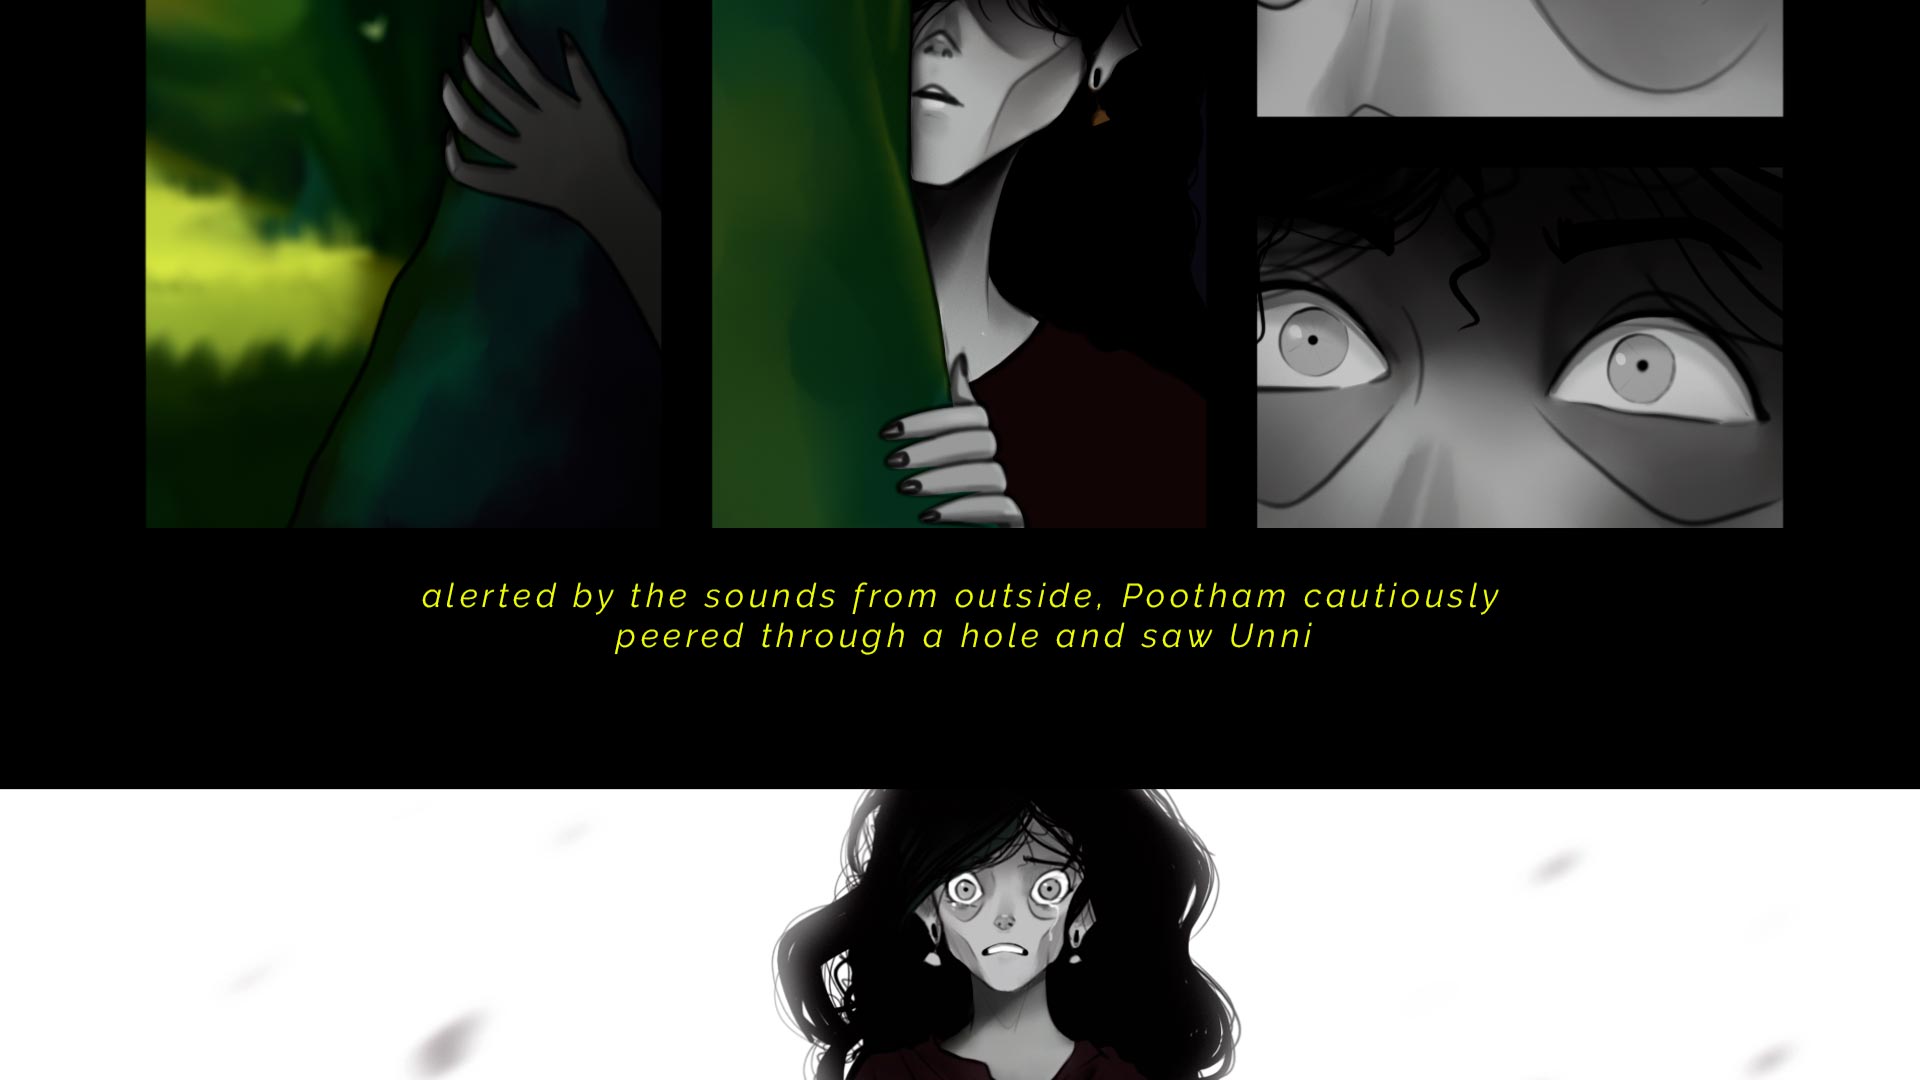 alerted by the sounds from outside, Pootham cautiously
peered through a hole and saw Unni